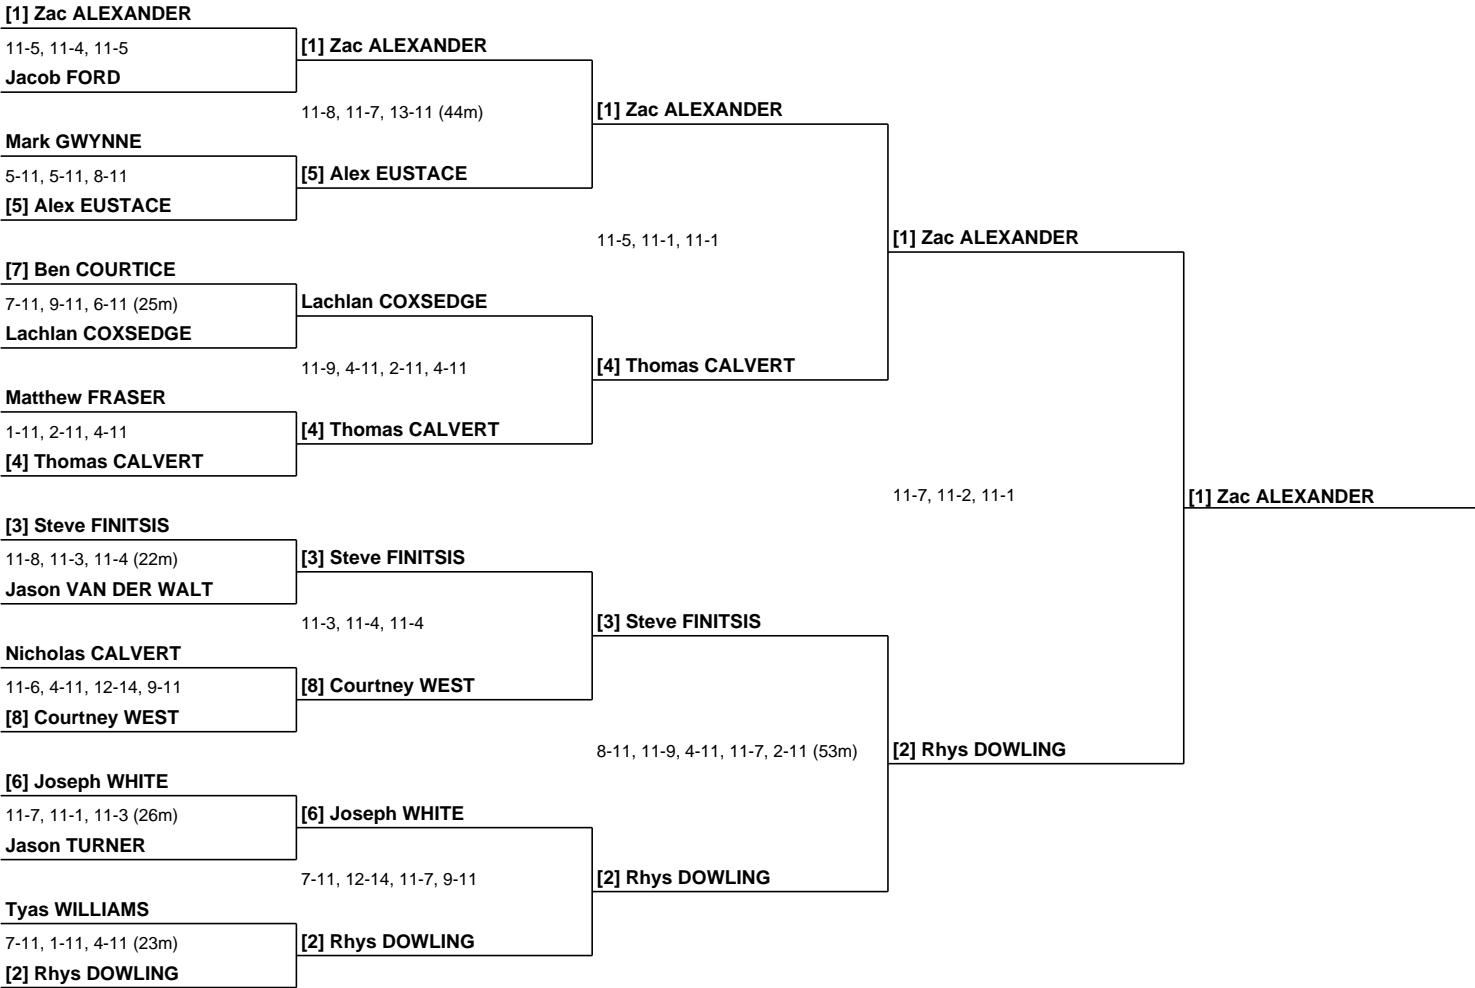 [1] Zac ALEXANDER
11-5, 11-4, 11-5
Jacob FORD
Mark GWYNNE
5-11, 5-11, 8-11
[5] Alex EUSTACE
[7] Ben COURTICE
7-11, 9-11, 6-11 (25m)
Lachlan COXSEDGE
Matthew FRASER
1-11, 2-11, 4-11
[4] Thomas CALVERT
[3] Steve FINITSIS
11-8, 11-3, 11-4 (22m)
Jason VAN DER WALT
Nicholas CALVERT
11-6, 4-11, 12-14, 9-11
[8] Courtney WEST
[6] Joseph WHITE
11-7, 11-1, 11-3 (26m)
Jason TURNER
Tyas WILLIAMS
7-11, 1-11, 4-11 (23m)
[2] Rhys DOWLING
[1] Zac ALEXANDER
11-8, 11-7, 13-11 (44m)
[5] Alex EUSTACE
Lachlan COXSEDGE
11-9, 4-11, 2-11, 4-11
[4] Thomas CALVERT
[3] Steve FINITSIS
11-3, 11-4, 11-4
[8] Courtney WEST
[6] Joseph WHITE
7-11, 12-14, 11-7, 9-11
[2] Rhys DOWLING
[1] Zac ALEXANDER
11-5, 11-1, 11-1
[4] Thomas CALVERT
[3] Steve FINITSIS
8-11, 11-9, 4-11, 11-7, 2-11 (53m)
[2] Rhys DOWLING
[1] Zac ALEXANDER
11-7, 11-2, 11-1
[2] Rhys DOWLING
[1] Zac ALEXANDER